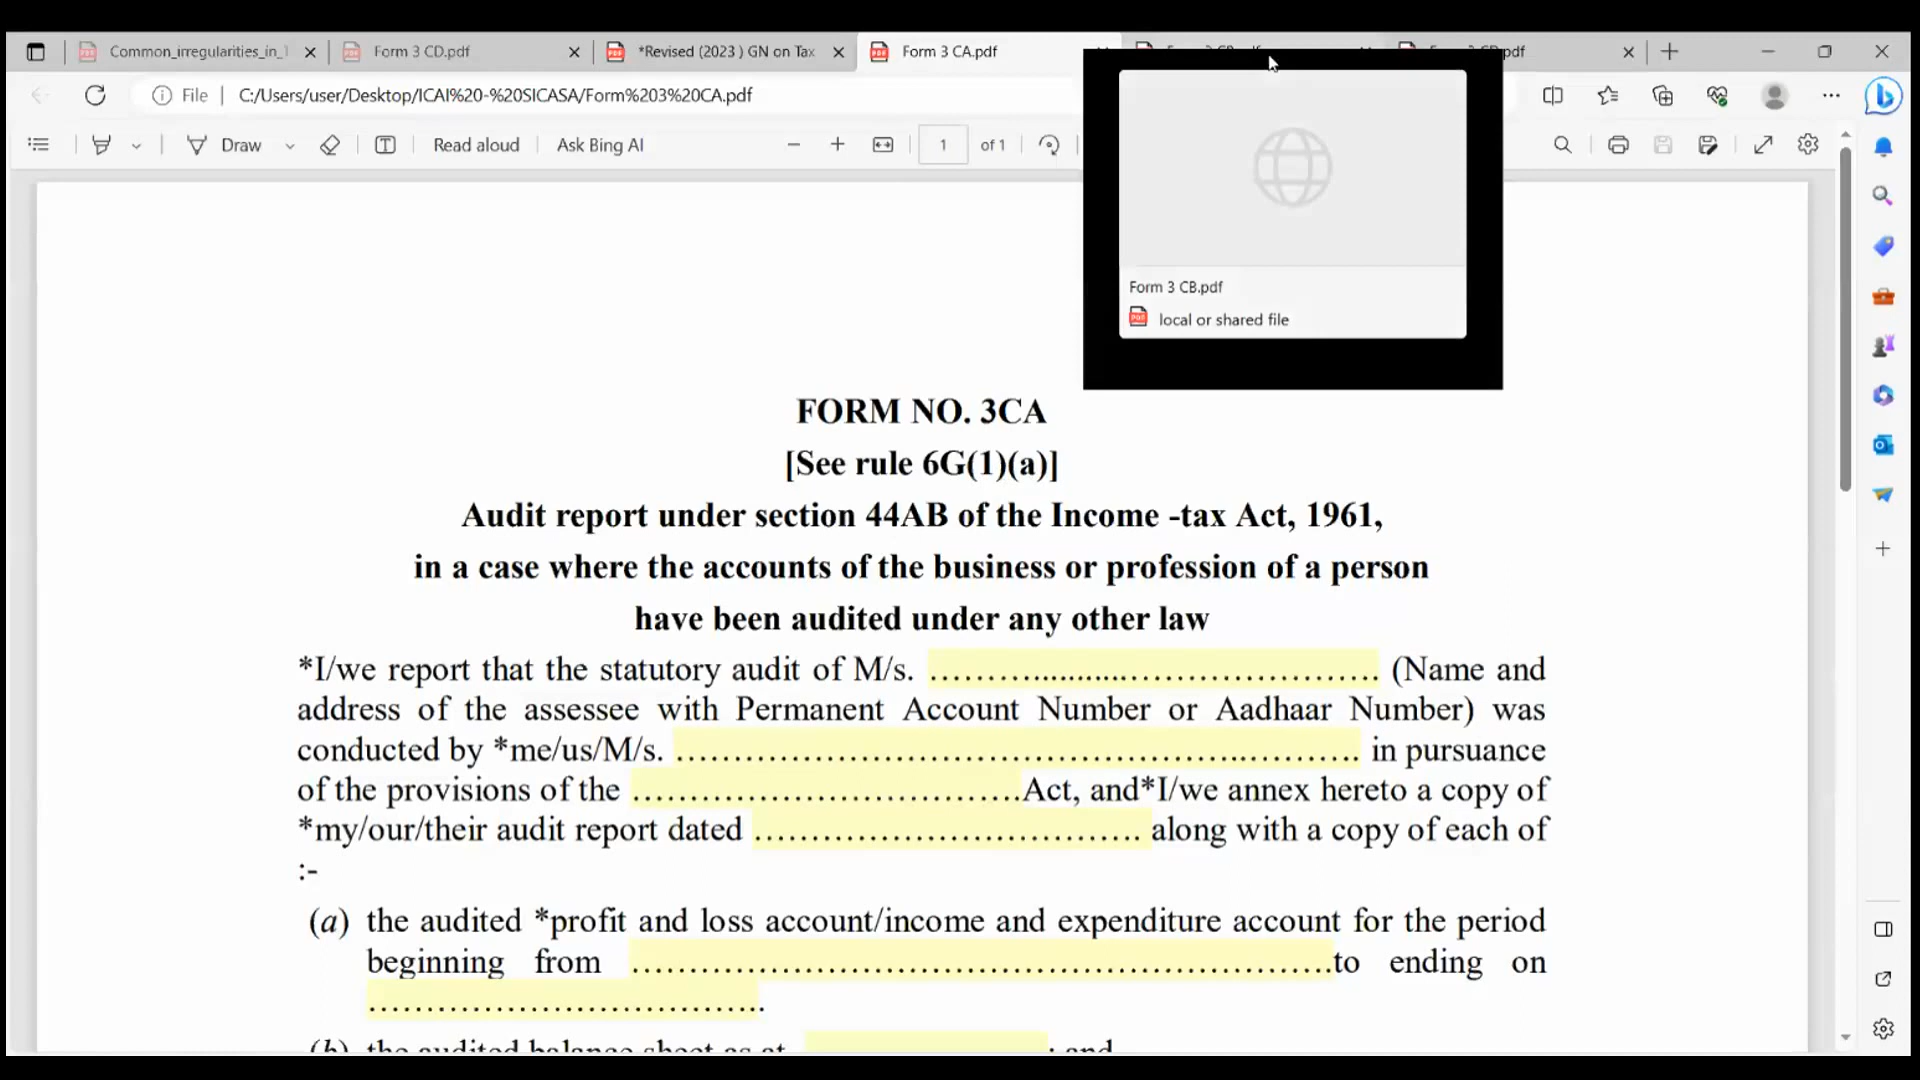 Common_irregularities_in_
Form 3 CD.pdf
*Revised (2023 ) GN on Tax
Form 3 CA.pdf
File
C:/Users/user/Desktop/ICAI%20-%20SICASA/Form%203%20CA.pdf
Draw
Read aloud
Ask Bing AI
1
of 1
Form 3 CB.pdf
local or shared file
FORM NO. 3CA
[See rule 6G(1)(a)]
Audit report under section 44AB of the Income -tax Act, 1961,
in a case where the accounts of the business or profession of a person
have been audited under any other law
*I/we report that the statutory audit of M/s. ………..........………………………. (Name and
address of the assessee with Permanent Account Number or Aadhaar Number) was
conducted by *me/us/M/s. ………………………………………………..………. in pursuance
of the provisions of the ……………………………….Act, and*I/we annex hereto a copy of
*my/our/their audit report dated ………………………………. along with a copy of each of
:-
(a) the audited *profit and loss account/income and expenditure account for the period
beginning from ………………………………………………………….to ending on
……………………………….
(b) the audited balance sheet as at ; and